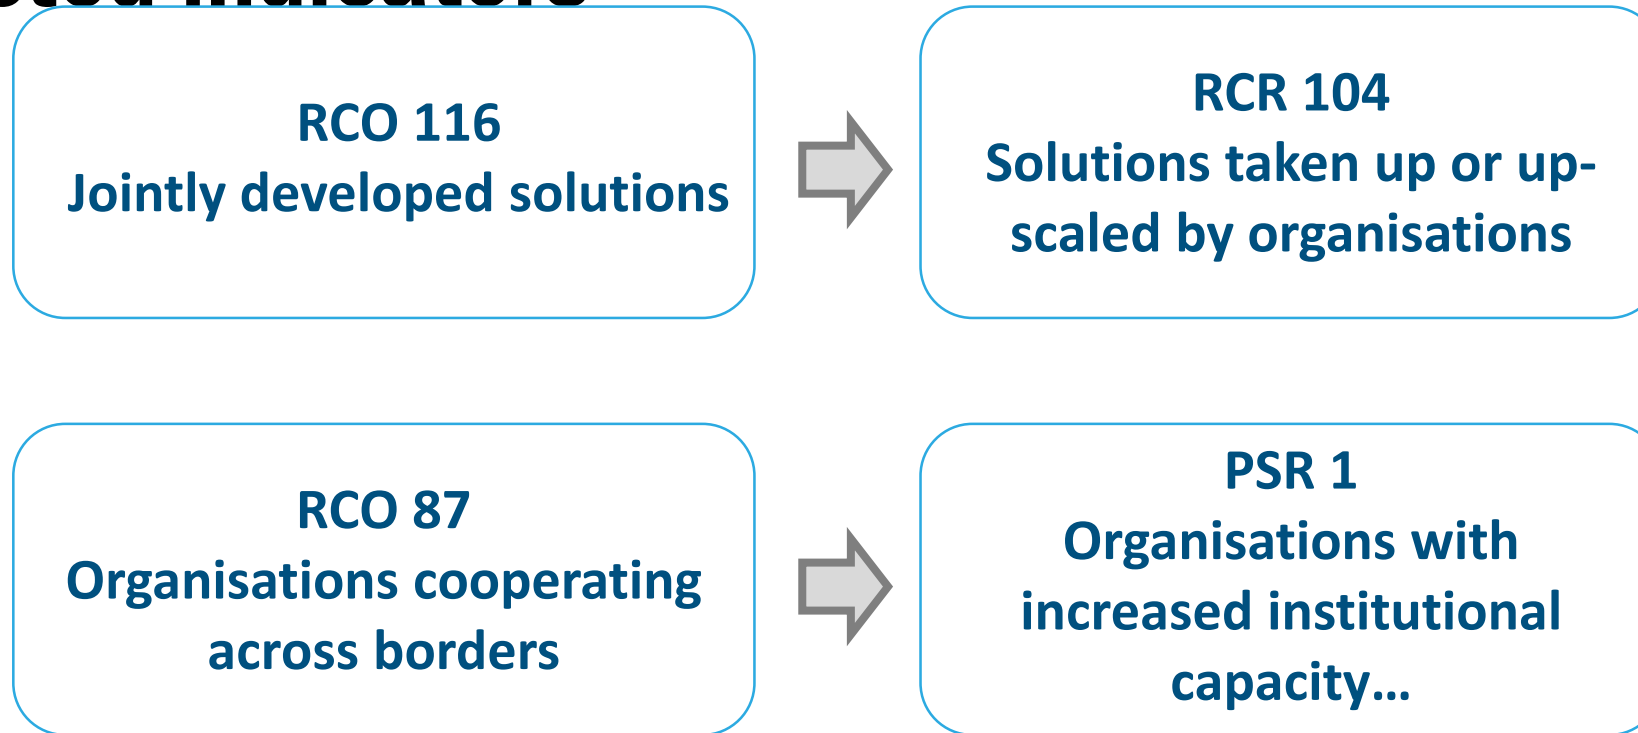 RCO 116
Jointly developed solutions
RCR 104
Solutions taken up or up-
scaled by organisations
RCO 87
Organisations cooperating
across borders
PSR 1
Organisations with
increased institutional
capacity...